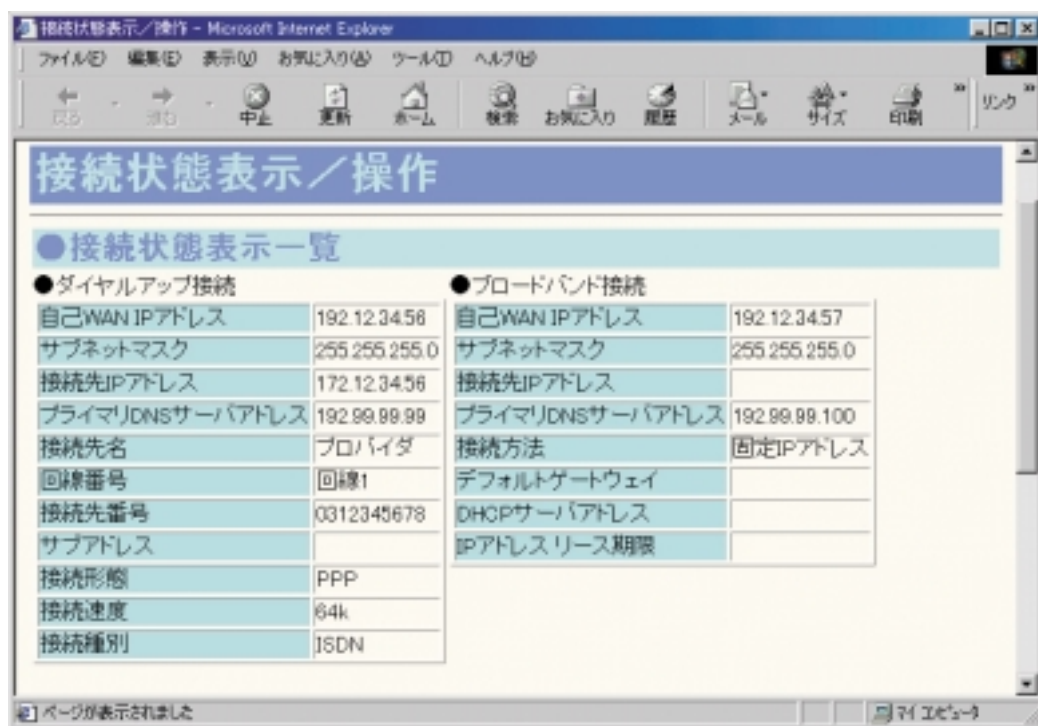 接続状態表示／操作 - Microsoft Internet Explorer
ファイル(F) 編集(E) 表示(V) お気に入り(A) ツール(T) ヘルプ(H)
戻る 進む 中止 更新 ホーム 検索 お気に入り 履歴 メール サイズ 印刷 » リンク »
接続状態表示／操作
●接続状態表示一覧
●ダイヤルアップ接続
自己WAN IPアドレス 192.12.34.56
サブネットマスク 255.255.255.0
接続先IPアドレス 172.12.34.56
プライマリDNSサーバアドレス 192.99.99.99
接続先名 プロバイダ
回線番号 回線1
接続先番号 0312345678
サブアドレス
接続形態 PPP
接続速度 64k
接続種別 ISDN
●ブロードバンド接続
自己WAN IPアドレス 192.12.34.57
サブネットマスク 255.255.255.0
接続先IPアドレス
プライマリDNSサーバアドレス 192.99.99.100
接続方法 固定IPアドレス
デフォルトゲートウェイ
DHCPサーバアドレス
IPアドレス リース期限
ページが表示されました
マイ コンピュータ